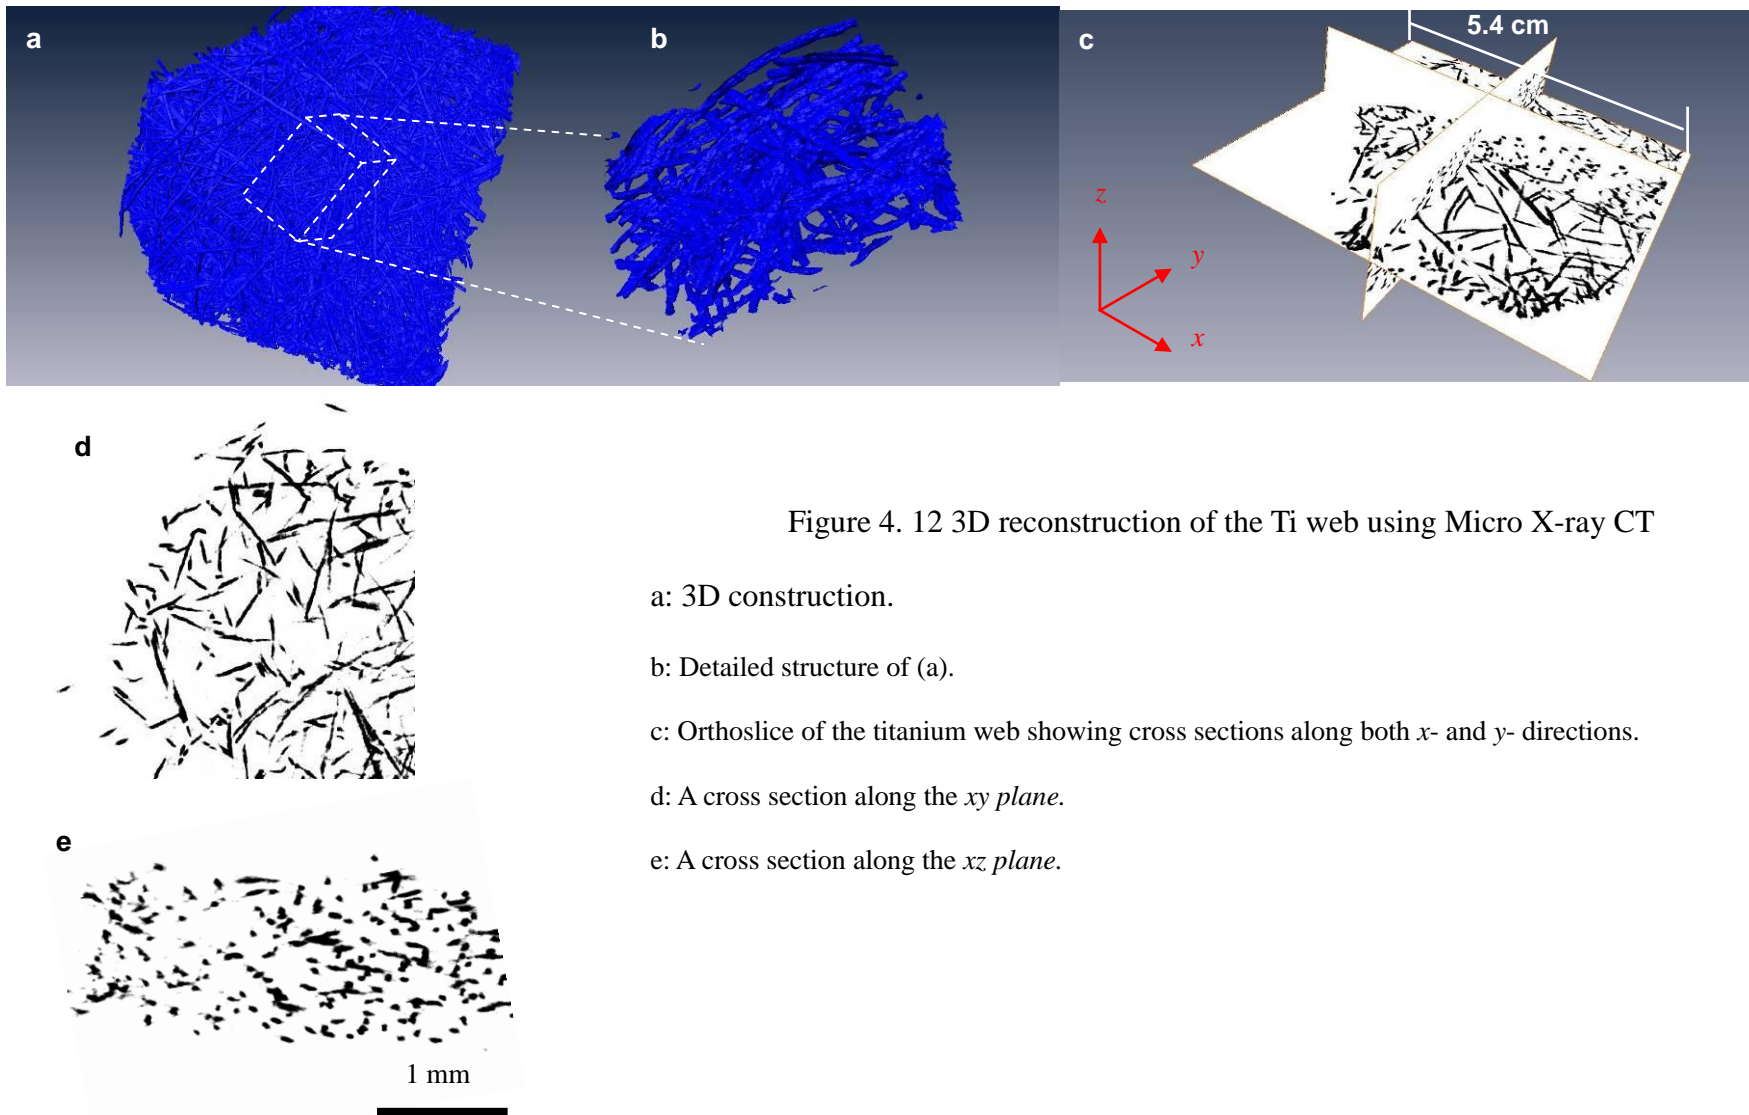 a
b
c
5.4 cm
z
y
x
d
Figure 4. 12 3D reconstruction of the Ti web using Micro X-ray CT
a: 3D construction.
b: Detailed structure of (a).
c: Orthoslice of the titanium web showing cross sections along both x- and y- directions.
d: A cross section along the xy plane.
e
e: A cross section along the xz plane.
1 mm